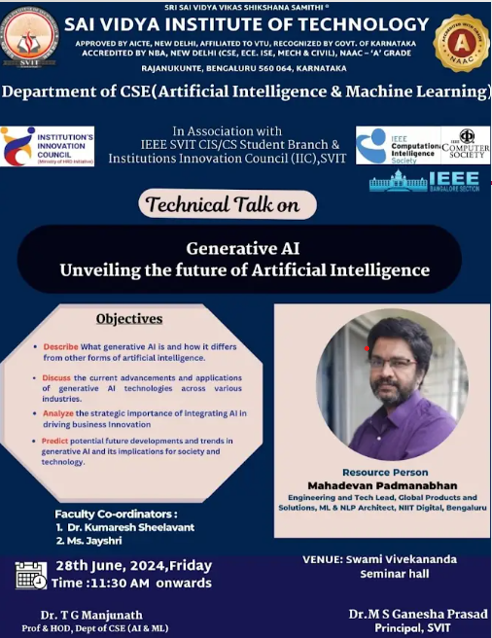 SRI SAI VIDYA VIKAS SHIKSHANA SAMITHI ®
SAI VIDYA INSTITUTE OF TECHNOLOGY
APPROVED BY AICTE, NEW DELHI, AFFILIATED TO VTU, RECOGNIZED BY GOVT. OF KARNATAKA
ACCREDITED BY NBA, NEW DELHI (CSE, ECE, ISE, MECH & CIVIL), NAAC – 'A' GRADE
RAJANUKUNTE, BENGALURU 560 064, KARNATAKA
SVIT
A
NAAC
Department of CSE(Artificial Intelligence & Machine Learning)
INSTITUTION'S
INNOVATION
COUNCIL
(Ministry of HRD Initiative)
In Association with
IEEE SVIT CIS/CS Student Branch &
Institutions Innovation Council (IIC),SVIT
IEEE
Computational
Intelligence
Society
IEEE
COMPUTER
SOCIETY
IEEE
BANGALORE SECTION
Technical Talk on
Generative AI
Unveiling the future of Artificial Intelligence
Objectives
• Describe What generative AI is and how it differs
from other forms of artificial intelligence.
• Discuss the current advancements and applications
of generative AI technologies across various
industries.
• Analyze the strategic importance of integrating AI in
driving business Innovation
• Predict potential future developments and trends in
generative AI and its implications for society and
technology.
Resource Person
Mahadevan Padmanabhan
Engineering and Tech Lead, Global Products and
Solutions, ML & NLP Architect, NIIT Digital, Bengaluru
Faculty Co-ordinators :
1. Dr. Kumaresh Sheelavant
2. Ms. Jayshri
28th June, 2024,Friday
Time :11:30 AM onwards
VENUE: Swami Vivekananda
Seminar hall
Dr. T G Manjunath
Prof & HOD, Dept of CSE (AI & ML)
Dr.M S Ganesha Prasad
Principal, SVIT